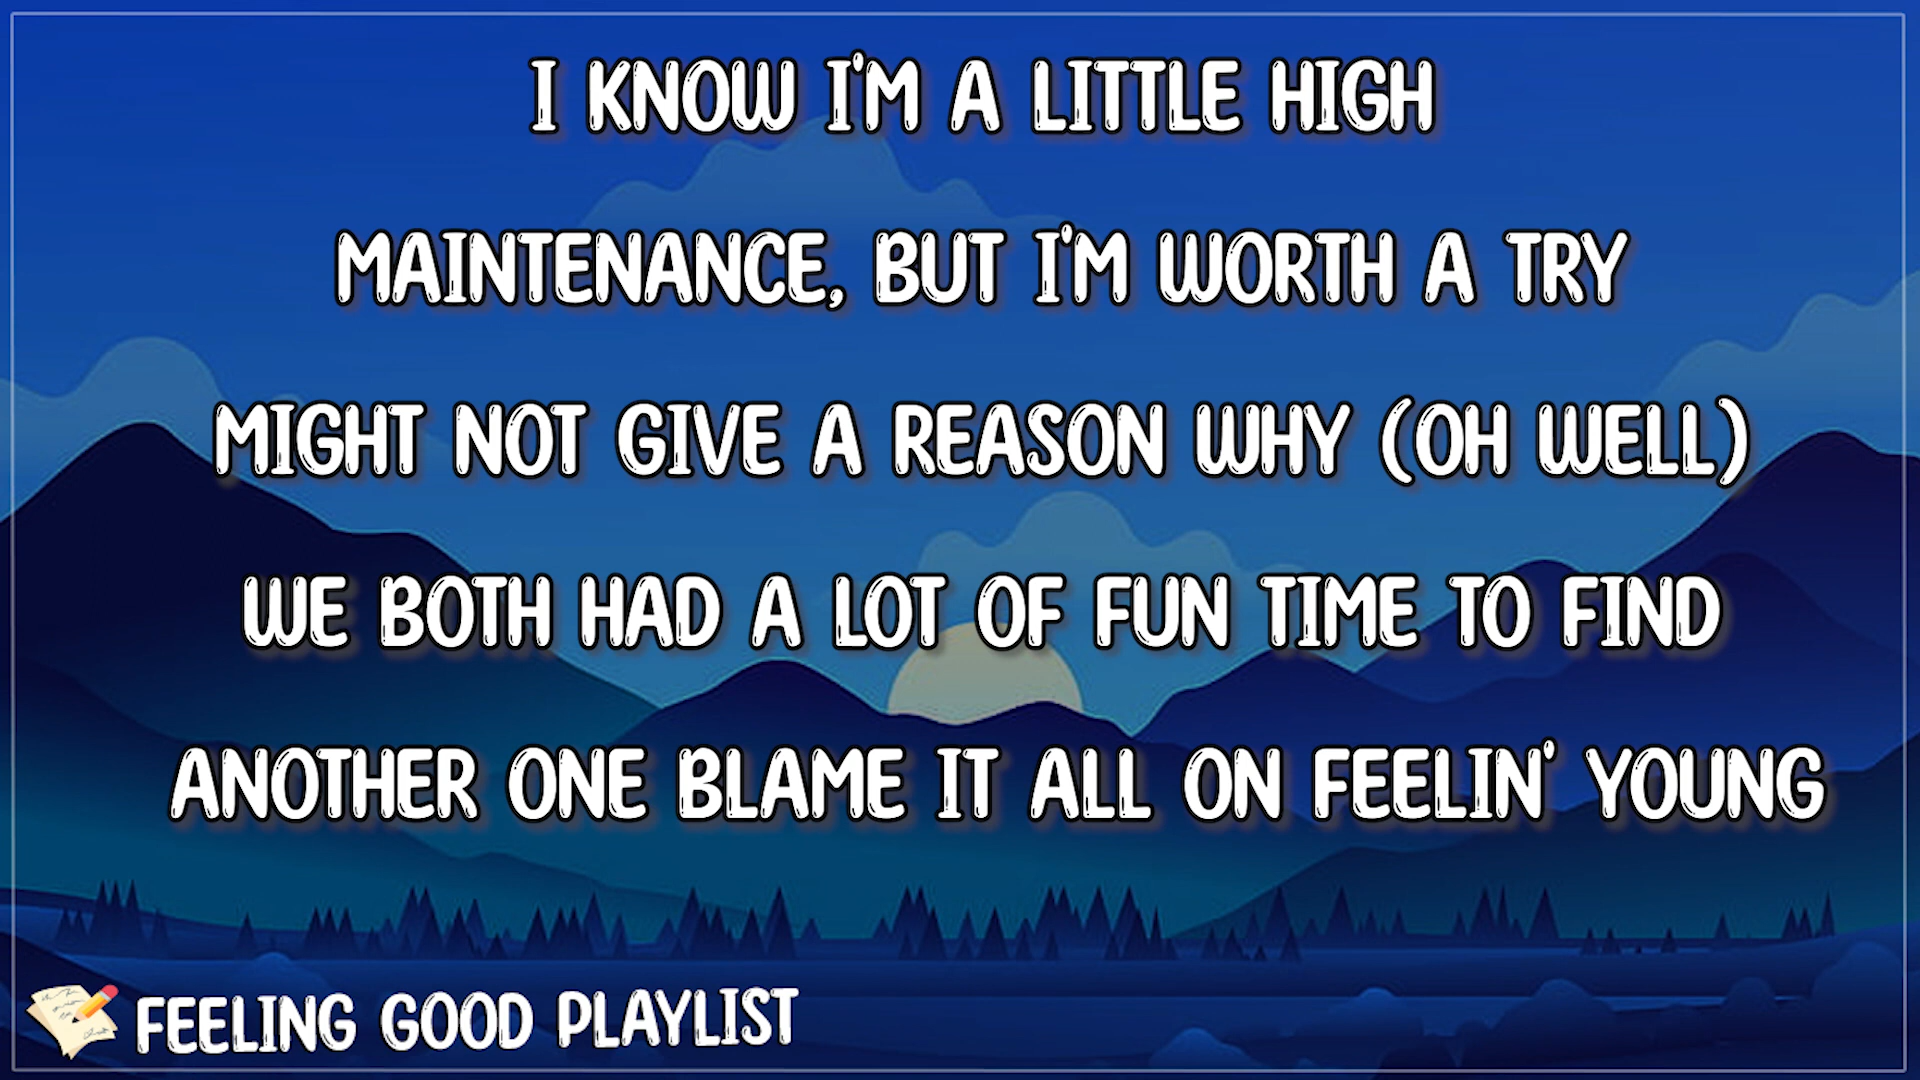 I KNOW I'M A LITTLE HIGH
MAINTENANCE, BUT I'M WORTH A TRY
MIGHT NOT GIVE A REASON WHY (OH WELL)
WE BOTH HAD A LOT OF FUN TIME TO FIND
ANOTHER ONE BLAME IT ALL ON FEELIN' YOUNG
FEELING GOOD PLAYLIST